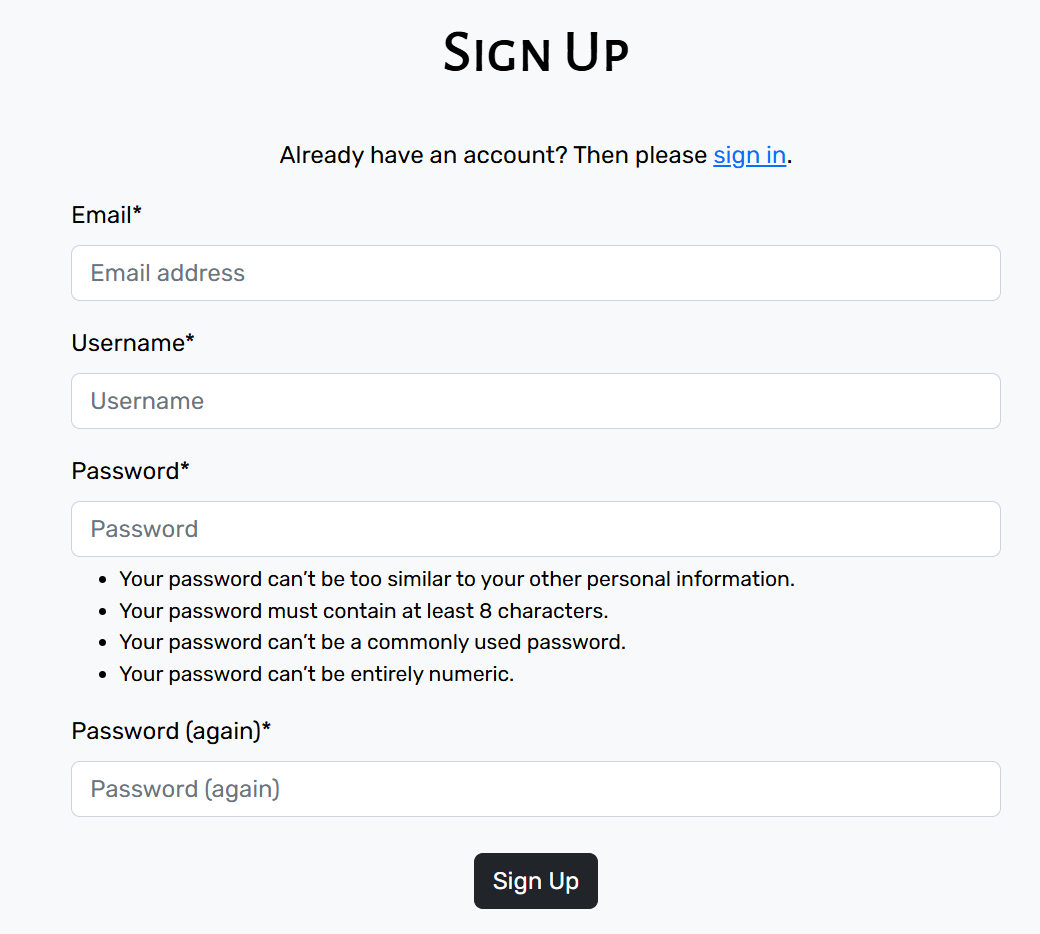 Sign Up
Already have an account? Then please sign in.
Email*
Email address
Username*
Username
Password*
Password
• Your password can’t be too similar to your other personal information.
• Your password must contain at least 8 characters.
• Your password can’t be a commonly used password.
• Your password can’t be entirely numeric.
Password (again)*
Password (again)
Sign Up